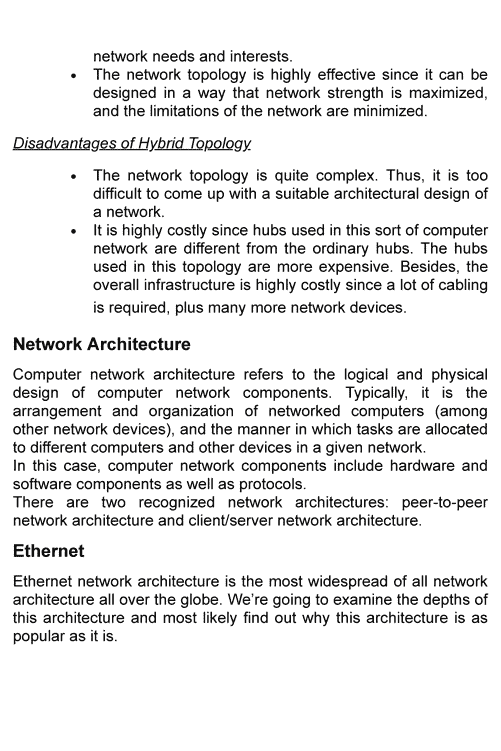 network needs and interests.
• The network topology is highly effective since it can be
designed in a way that network strength is maximized,
and the limitations of the network are minimized.
Disadvantages of Hybrid Topology
• The network topology is quite complex. Thus, it is too
difficult to come up with a suitable architectural design of
a network.
• It is highly costly since hubs used in this sort of computer
network are different from the ordinary hubs. The hubs
used in this topology are more expensive. Besides, the
overall infrastructure is highly costly since a lot of cabling
is required, plus many more network devices.
Network Architecture
Computer network architecture refers to the logical and physical
design of computer network components. Typically, it is the
arrangement and organization of networked computers (among
other network devices), and the manner in which tasks are allocated
to different computers and other devices in a given network.
In this case, computer network components include hardware and
software components as well as protocols.
There are two recognized network architectures: peer-to-peer
network architecture and client/server network architecture.
Ethernet
Ethernet network architecture is the most widespread of all network
architecture all over the globe. We’re going to examine the depths of
this architecture and most likely find out why this architecture is as
popular as it is.